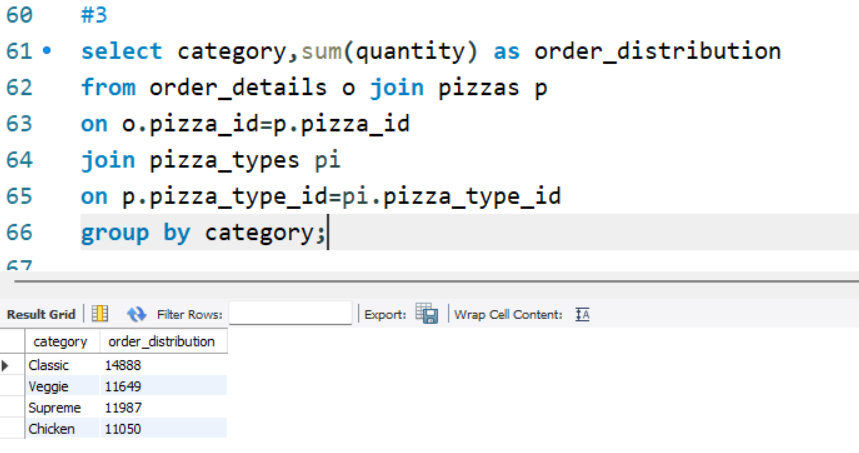 60 #3
61 select category,sum(quantity) as order_distribution
62 from order_details o join pizzas p
63 on o.pizza_id=p.pizza_id
64 join pizza_types pi
65 on p.pizza_type_id=pi.pizza_type_id
66 group by category;
67
Result Grid Filter Rows: Export: Wrap Cell Content: IA
category order_distribution
Classic 14888
Veggie 11649
Supreme 11987
Chicken 11050